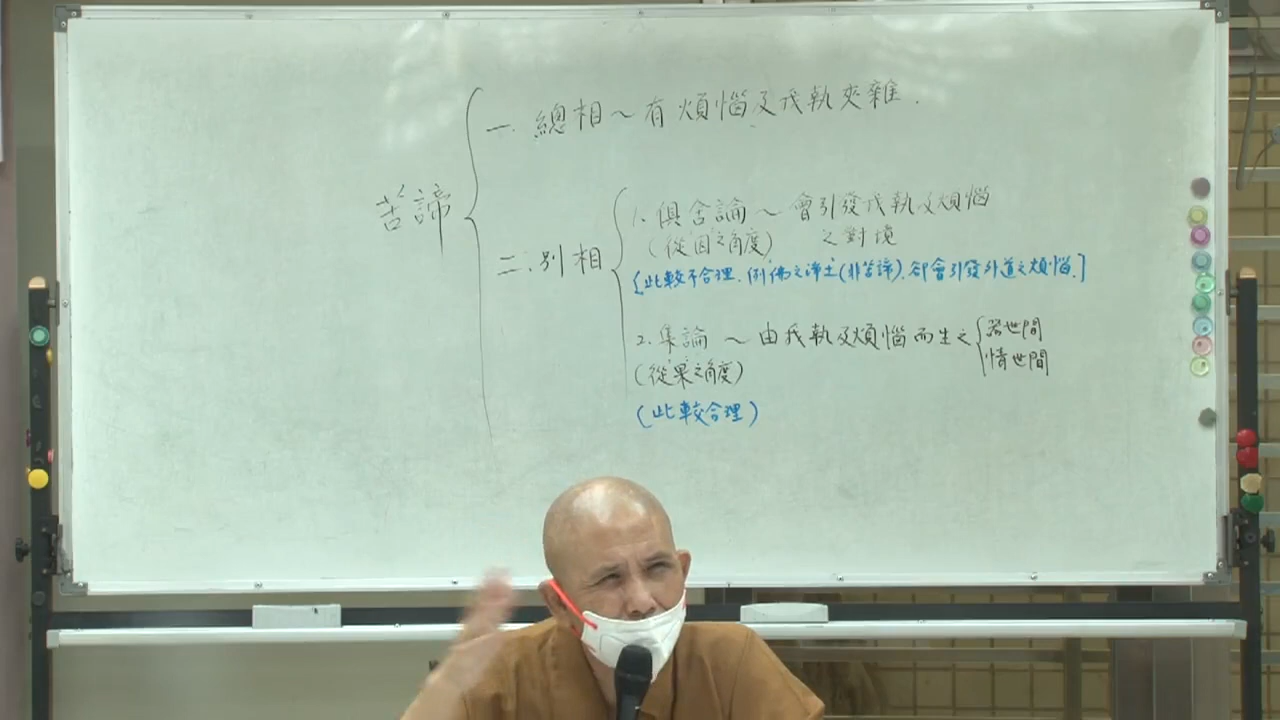 苦諦
一. 總相~有煩惱及我執夾雜.
二. 別相
1. 俱舍論~會引發我執及煩惱
(從"因"之角度) 之對境
[此較不合理. 例佛之淨土(非苦諦), 卻會引發外道之煩惱.]
2. 集論~由我執及煩惱而生之
器世間
情世間
(從"果"之角度)
(此較合理)